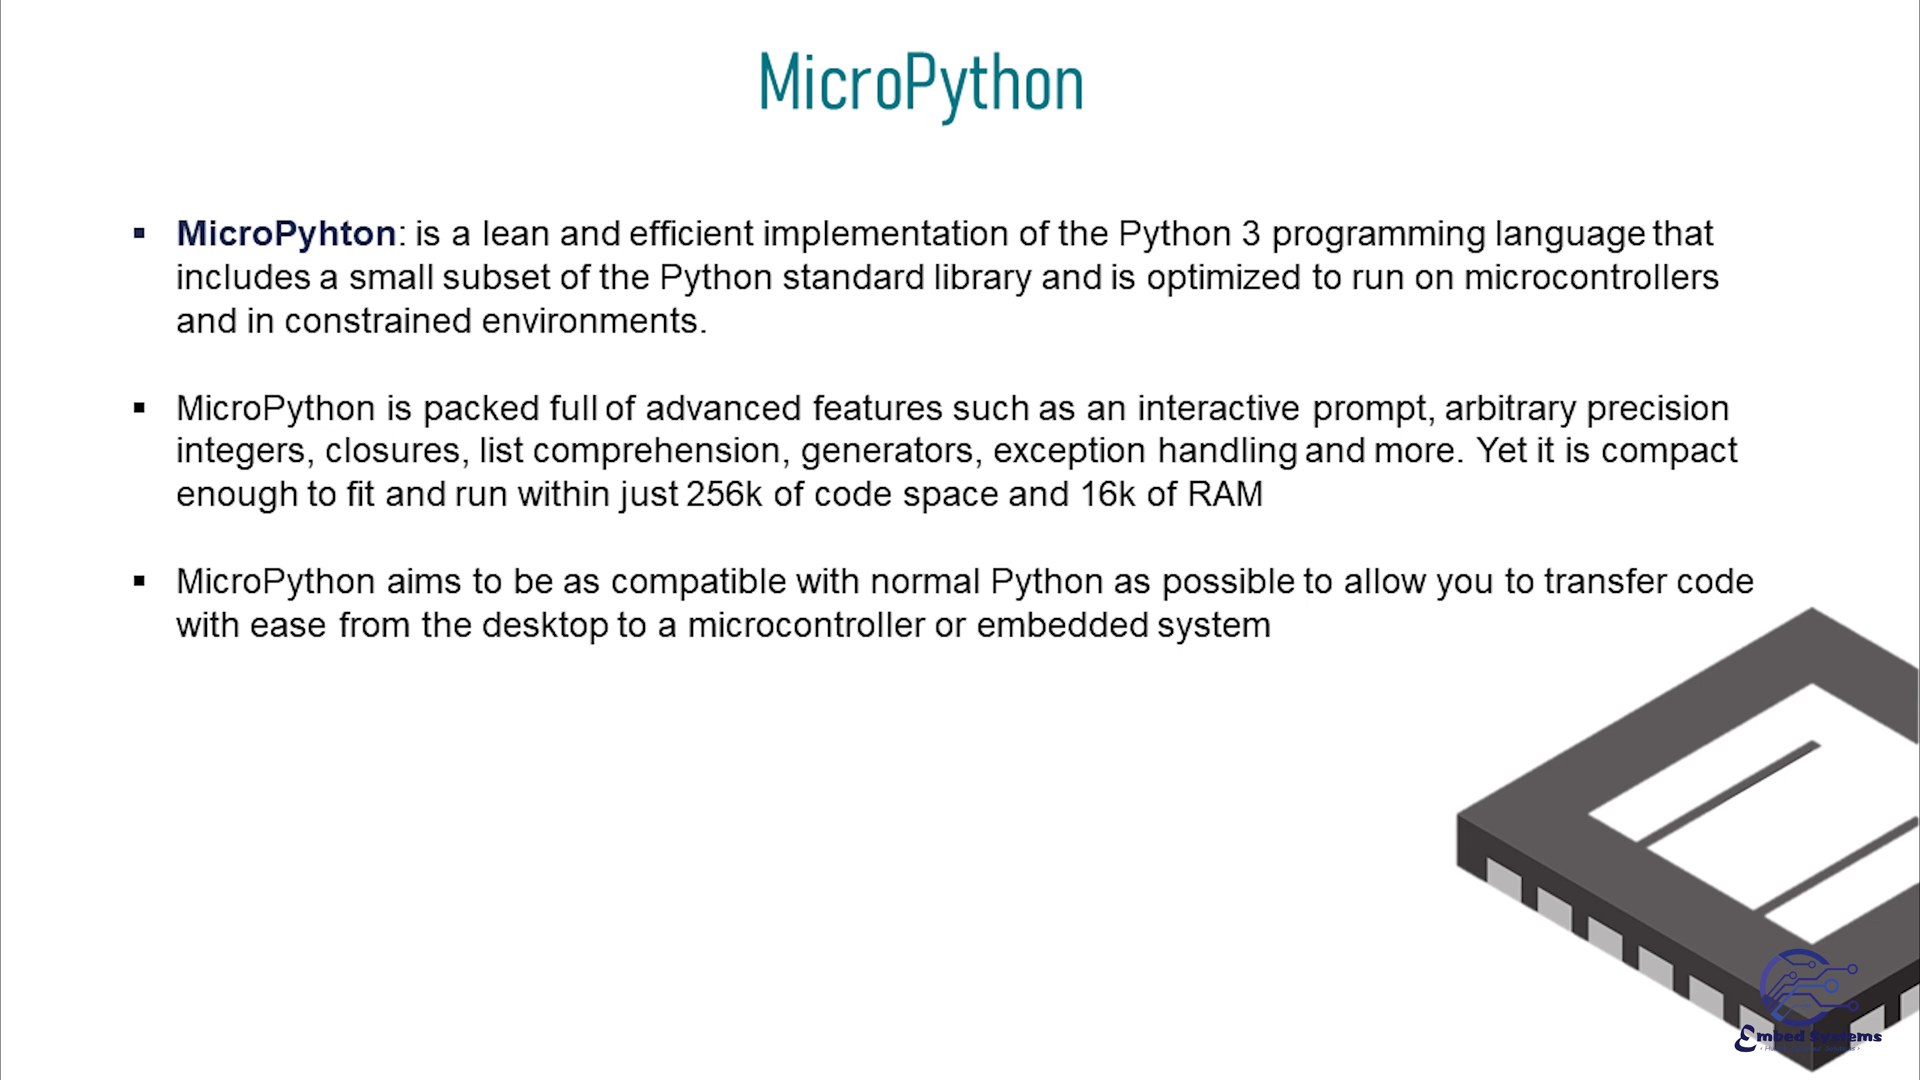 MicroPython
▪ MicroPyhton: is a lean and efficient implementation of the Python 3 programming language that
includes a small subset of the Python standard library and is optimized to run on microcontrollers
and in constrained environments.
▪ MicroPython is packed full of advanced features such as an interactive prompt, arbitrary precision
integers, closures, list comprehension, generators, exception handling and more. Yet it is compact
enough to fit and run within just 256k of code space and 16k of RAM
▪ MicroPython aims to be as compatible with normal Python as possible to allow you to transfer code
with ease from the desktop to a microcontroller or embedded system
Embed Systems